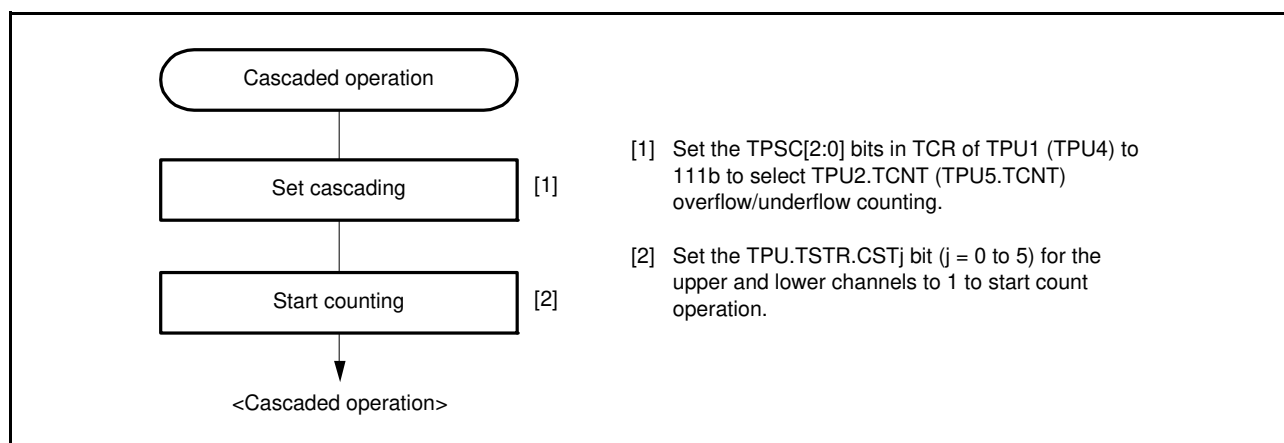 Cascaded operation
Set cascading
[1]
Start counting
[2]
<Cascaded operation>
[1] Set the TPSC[2:0] bits in TCR of TPU1 (TPU4) to
111b to select TPU2.TCNT (TPU5.TCNT)
overflow/underflow counting.
[2] Set the TPU.TSTR.CSTj bit (j = 0 to 5) for the
upper and lower channels to 1 to start count
operation.